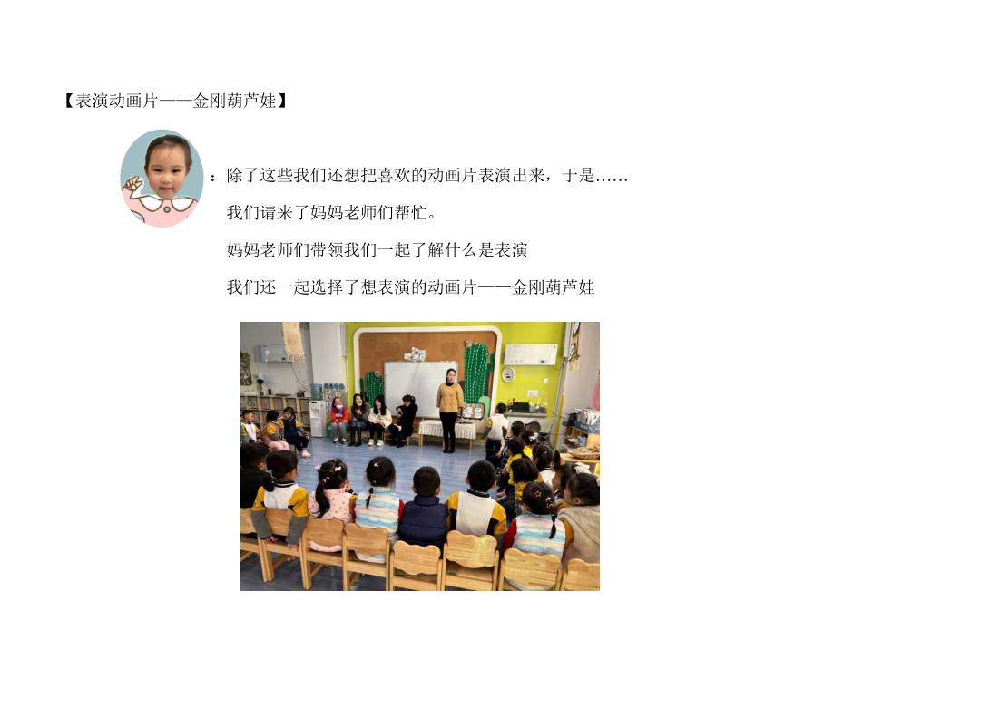 【表演动画片——金刚葫芦娃】
：除了这些我们还想把喜欢的动画片表演出来，于是……
我们请来了妈妈老师们帮忙。
妈妈老师们带领我们一起了解什么是表演
我们还一起选择了想表演的动画片——金刚葫芦娃